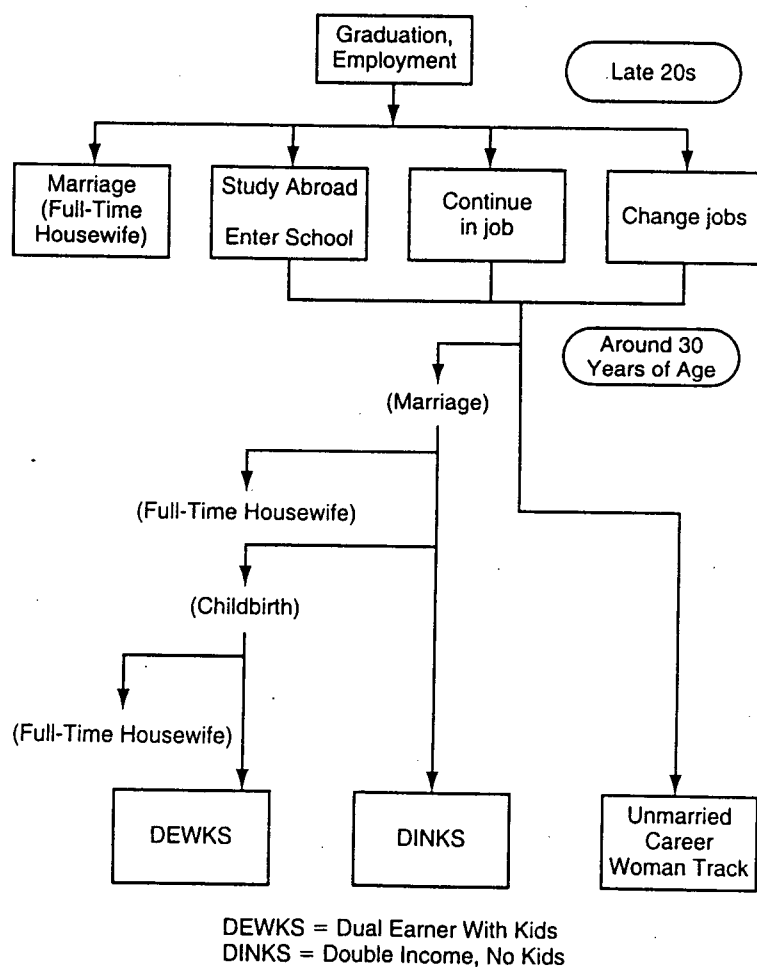 Graduation,
Employment
Late 20s
Marriage
(Full-Time
Housewife)
Study Abroad
Enter School
Continue
in job
Change jobs
Around 30
Years of Age
(Marriage)
(Full-Time Housewife)
(Childbirth)
(Full-Time Housewife)
DEWKS
DINKS
Unmarried
Career
Woman Track
DEWKS = Dual Earner With Kids
DINKS = Double Income, No Kids